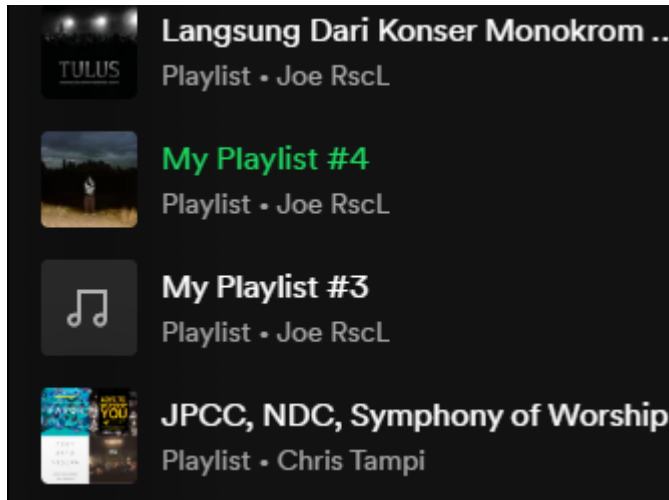 TULUS
Langsung Dari Konser Monokrom ...
Playlist • Joe RscL
My Playlist #4
Playlist • Joe RscL
My Playlist #3
Playlist • Joe RscL
YOU
JPCC, NDC, Symphony of Worship
Playlist • Chris Tampi